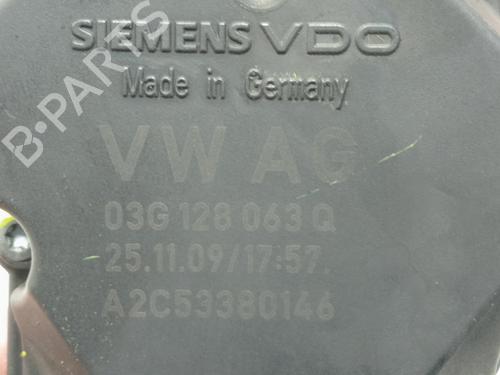 SIEMENS VDO
Made in Germany
VW AG
03G 128 063 Q
25.11.09/17:57.
A2C53380146
B-PARTS